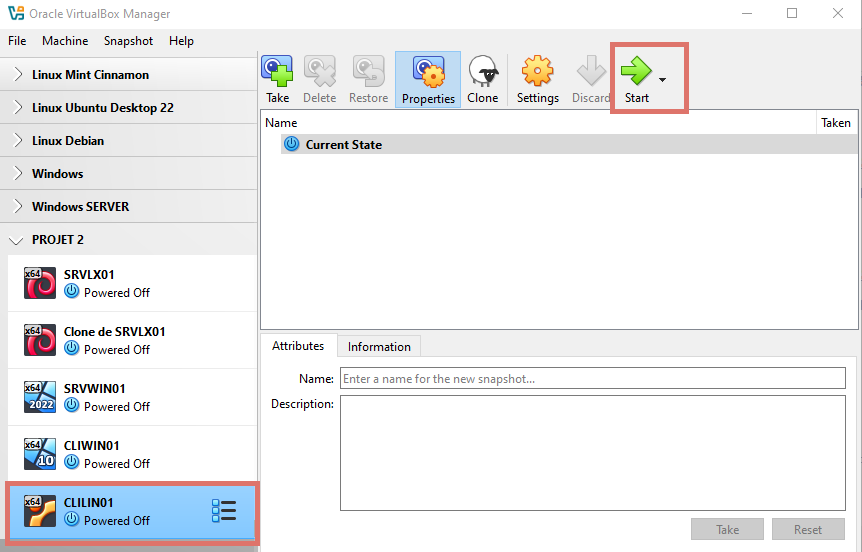 Oracle VirtualBox Manager
File Machine Snapshot Help
Linux Mint Cinnamon
Linux Ubuntu Desktop 22
Linux Debian
Windows
Windows SERVER
PROJET 2
x64
SRVLX01
Powered Off
x64
Clone de SRVLX01
Powered Off
x64
2022
SRVWIN01
Powered Off
x64
10
CLIWIN01
Powered Off
x64
CLILIN01
Powered Off
Take Delete Restore Properties Clone Settings Discard Start
Name Taken
Current State
Attributes Information
Name: Enter a name for the new snapshot...
Description:
Take Reset